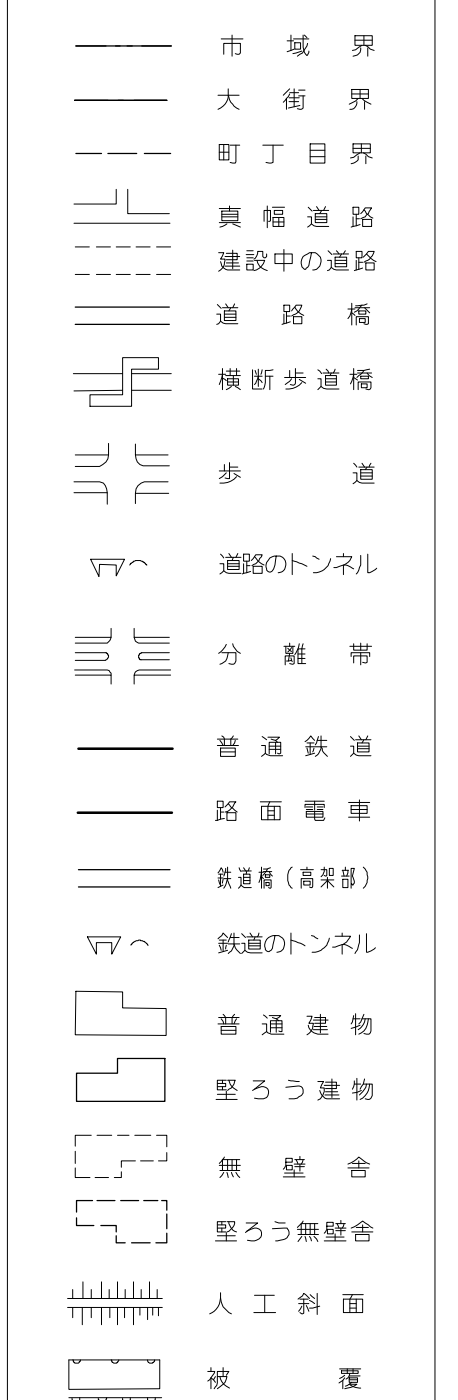 市域界
大街界
町丁目界
真幅道路
建設中の道路
道路橋
横断歩道橋
歩道
道路のトンネル
分離帯
普通鉄道
路面電車
鉄道橋（高架部）
鉄道のトンネル
普通建物
堅ろう建物
無壁舎
堅ろう無壁舎
人工斜面
被覆